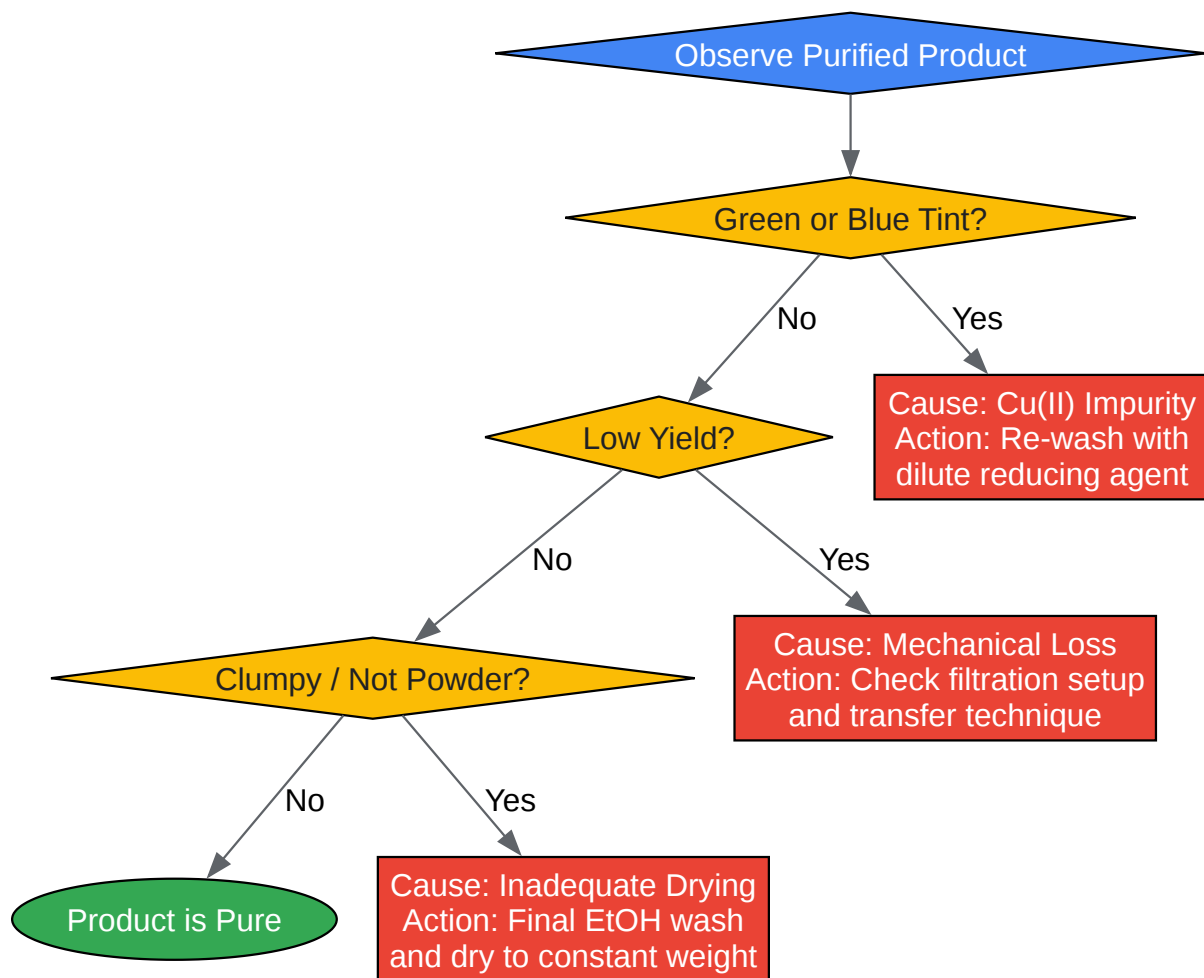 Observe Purified Product
Green or Blue Tint?
No
Yes
Cause: Cu(II) Impurity
Action: Re-wash with
dilute reducing agent
Low Yield?
No
Yes
Cause: Mechanical Loss
Action: Check filtration setup
and transfer technique
Clumpy / Not Powder?
No
Yes
Product is Pure
Cause: Inadequate Drying
Action: Final EtOH wash
and dry to constant weight